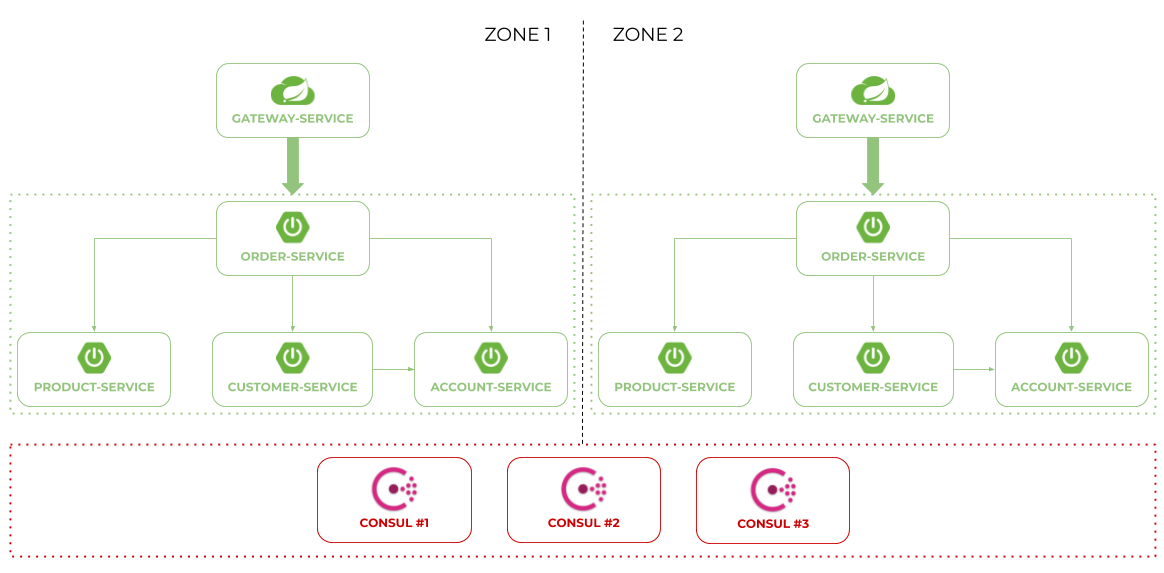 ZONE 1
ZONE 2
GATEWAY-SERVICE
GATEWAY-SERVICE
ORDER-SERVICE
ORDER-SERVICE
PRODUCT-SERVICE
CUSTOMER-SERVICE
ACCOUNT-SERVICE
PRODUCT-SERVICE
CUSTOMER-SERVICE
ACCOUNT-SERVICE
CONSUL #1
CONSUL #2
CONSUL #3